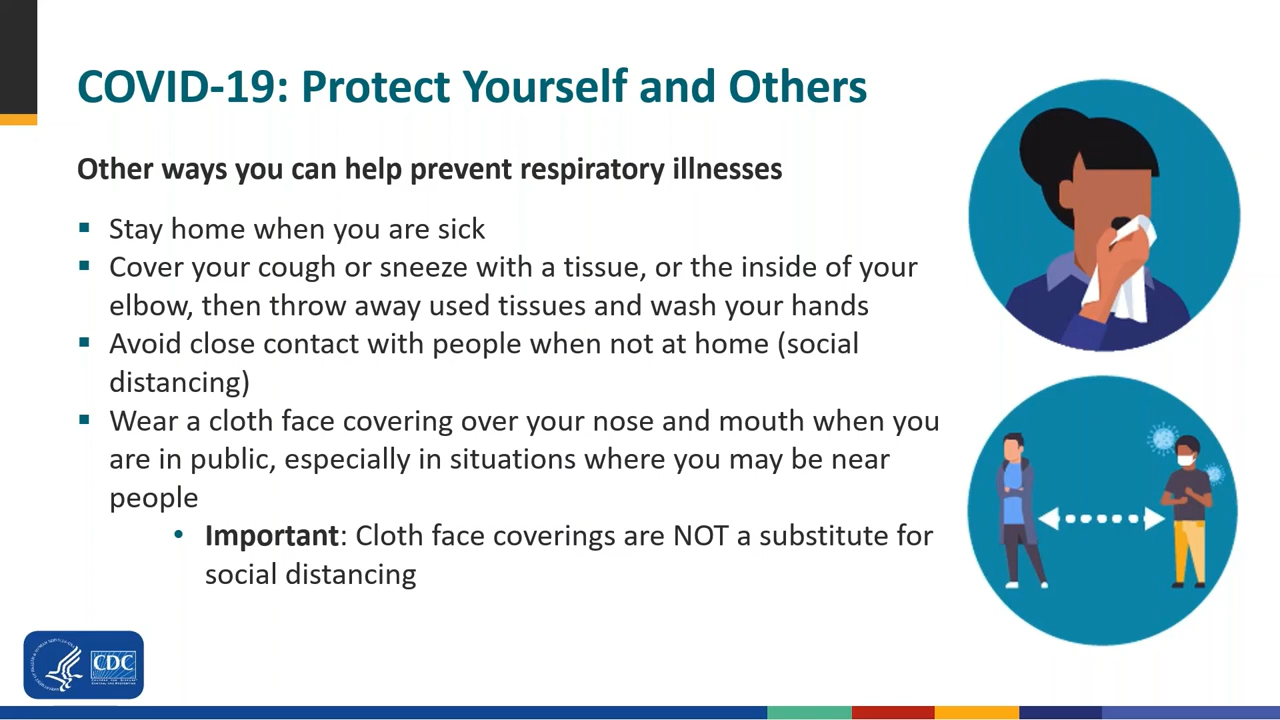 COVID-19: Protect Yourself and Others
Other ways you can help prevent respiratory illnesses
▪ Stay home when you are sick
▪ Cover your cough or sneeze with a tissue, or the inside of your
elbow, then throw away used tissues and wash your hands
▪ Avoid close contact with people when not at home (social
distancing)
▪ Wear a cloth face covering over your nose and mouth when you
are in public, especially in situations where you may be near
people
• Important: Cloth face coverings are NOT a substitute for
social distancing
CDC